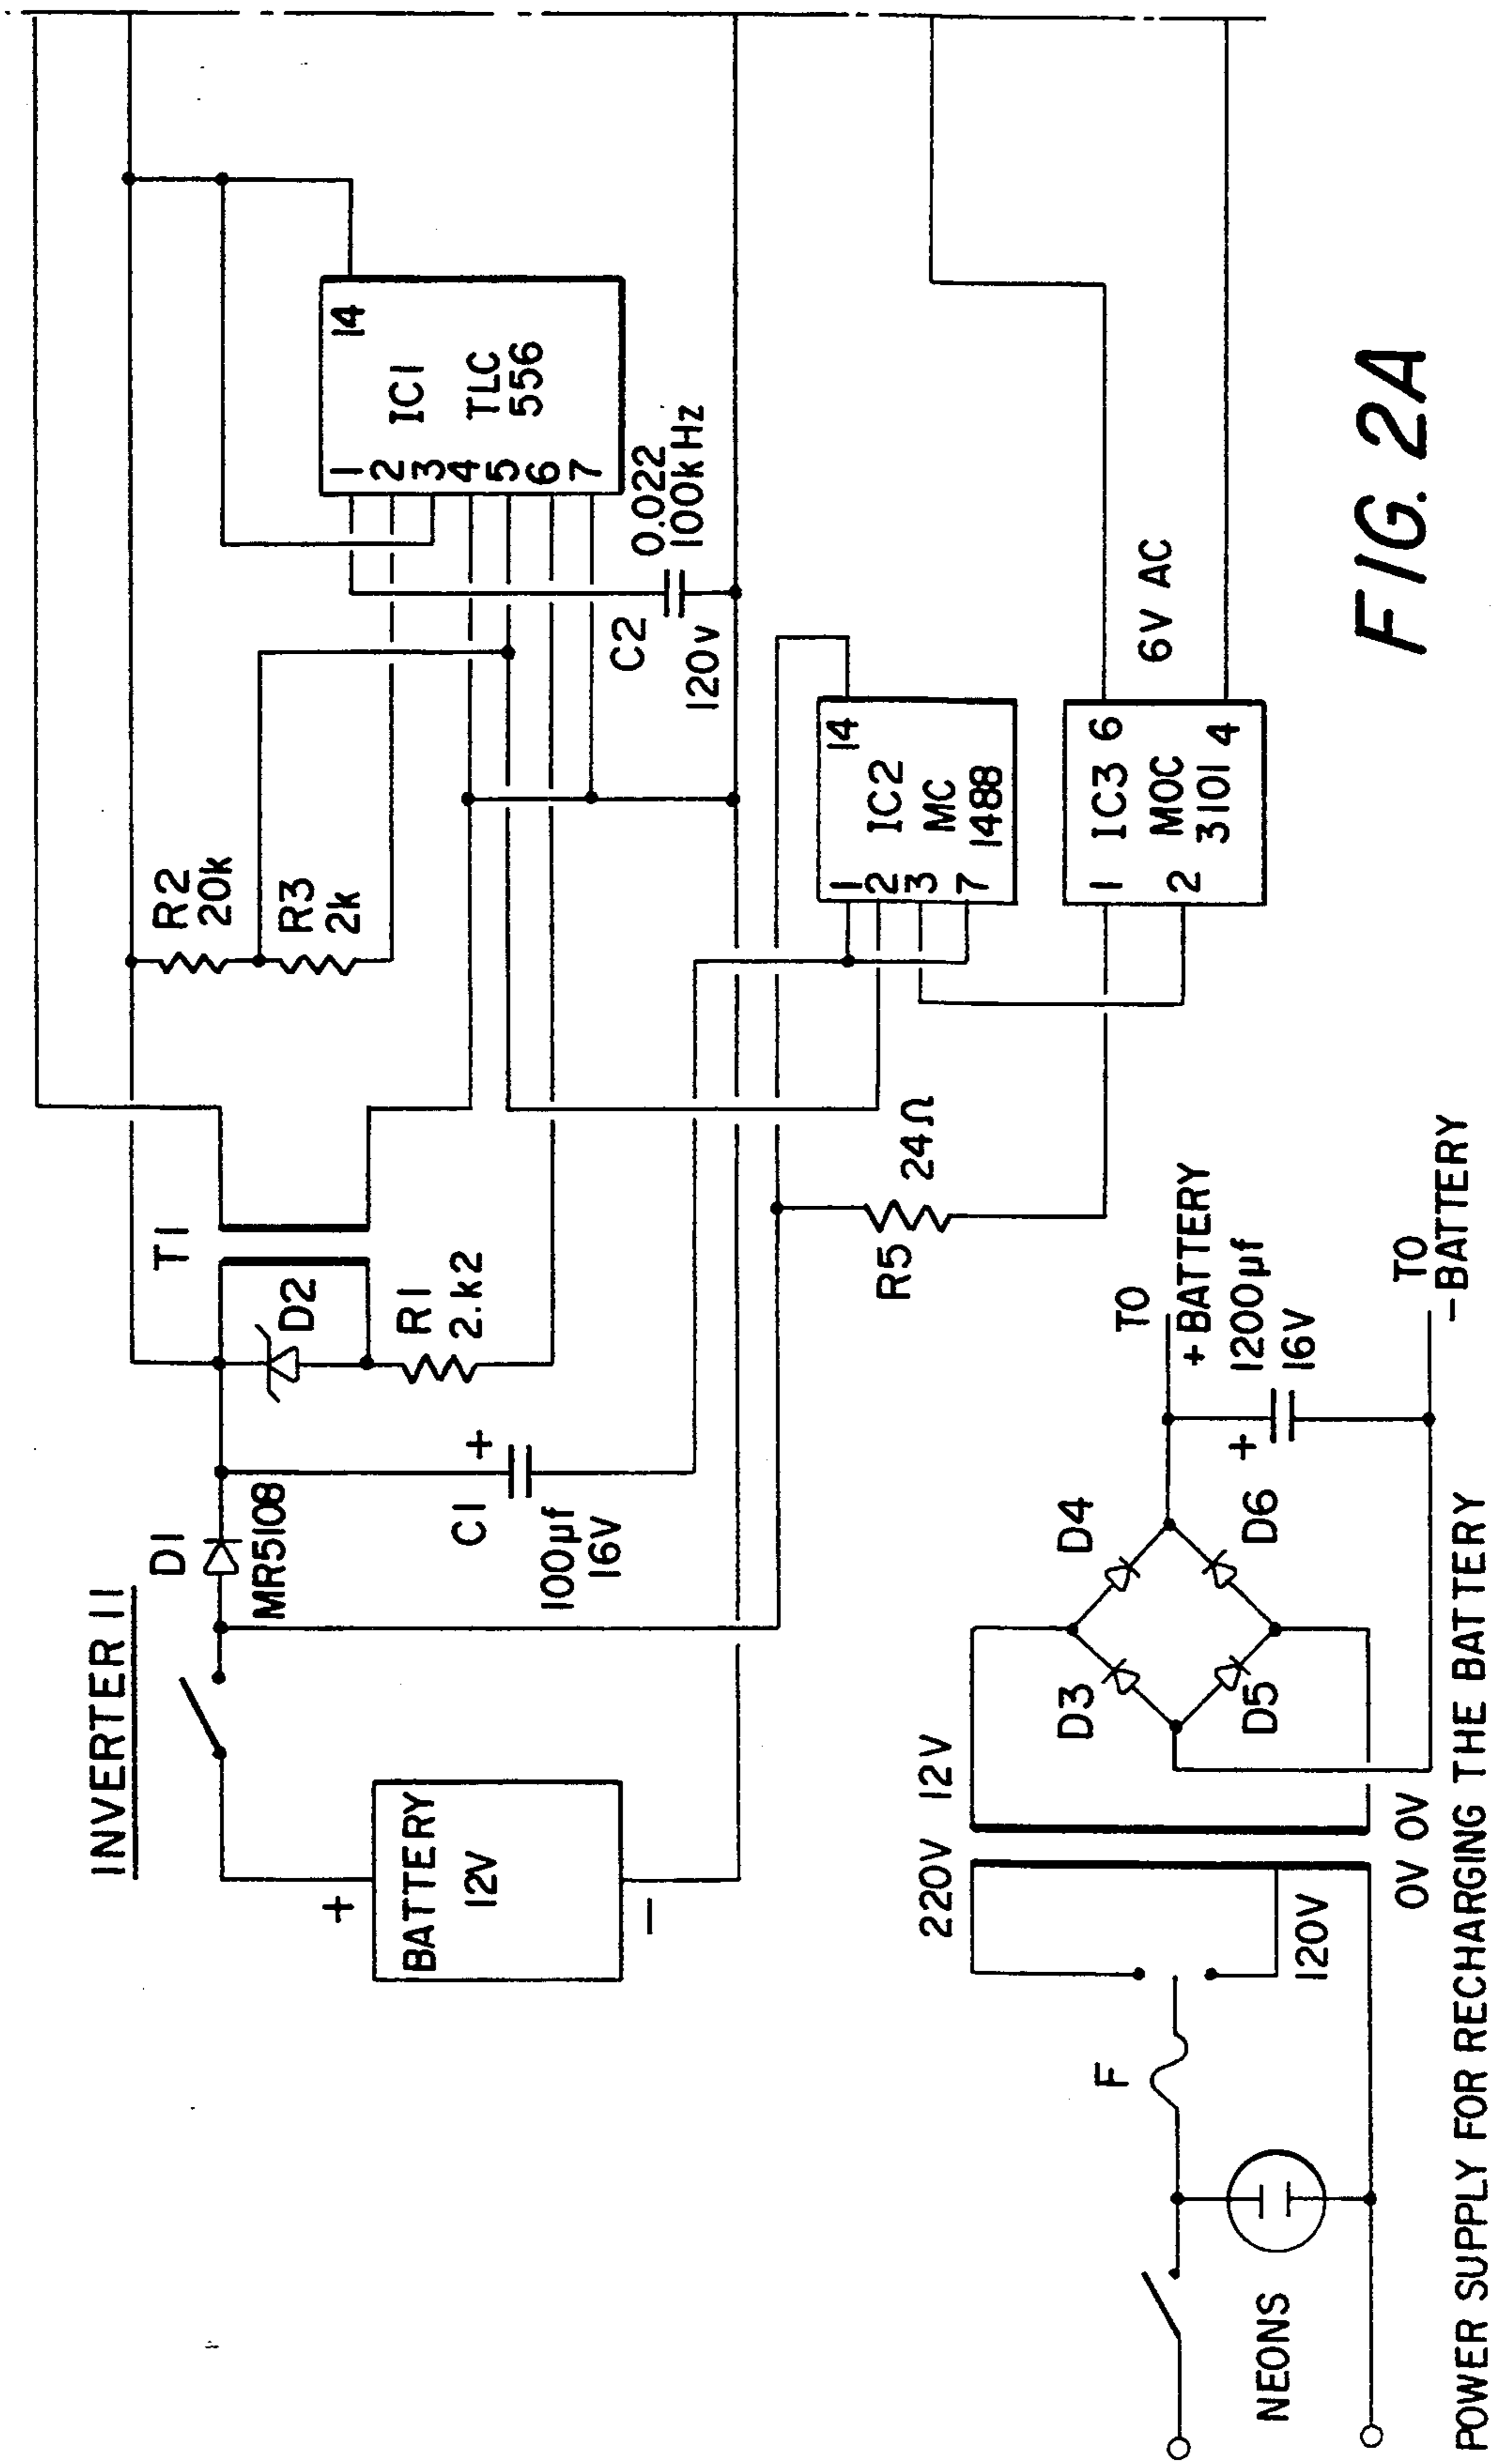 INVERTER II
BATTERY
12V
+
−
D1
MR5108
C1
+
100µf
16V
T1
D2
R1
2.k2
R2
20k
R3
2k
14
IC1
TLC
556
1
2
3
4
5
6
7
C2
0.022
100kHz
120v
14
IC2
MC
1488
1
2
3
7
R5
24Ω
IC3
MOC
3101
1
2
6
4
6V AC
NEONS
F
220V
12V
120V
0V
0V
D3
D4
D5
D6
TO
+BATTERY
1200µf
16V
+
TO
−BATTERY
POWER SUPPLY FOR RECHARGING THE BATTERY
FIG. 2A